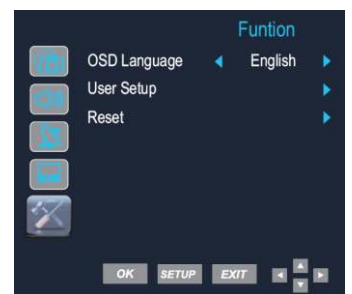 Funtion
OSD Language English
User Setup
Reset
OK SETUP EXIT